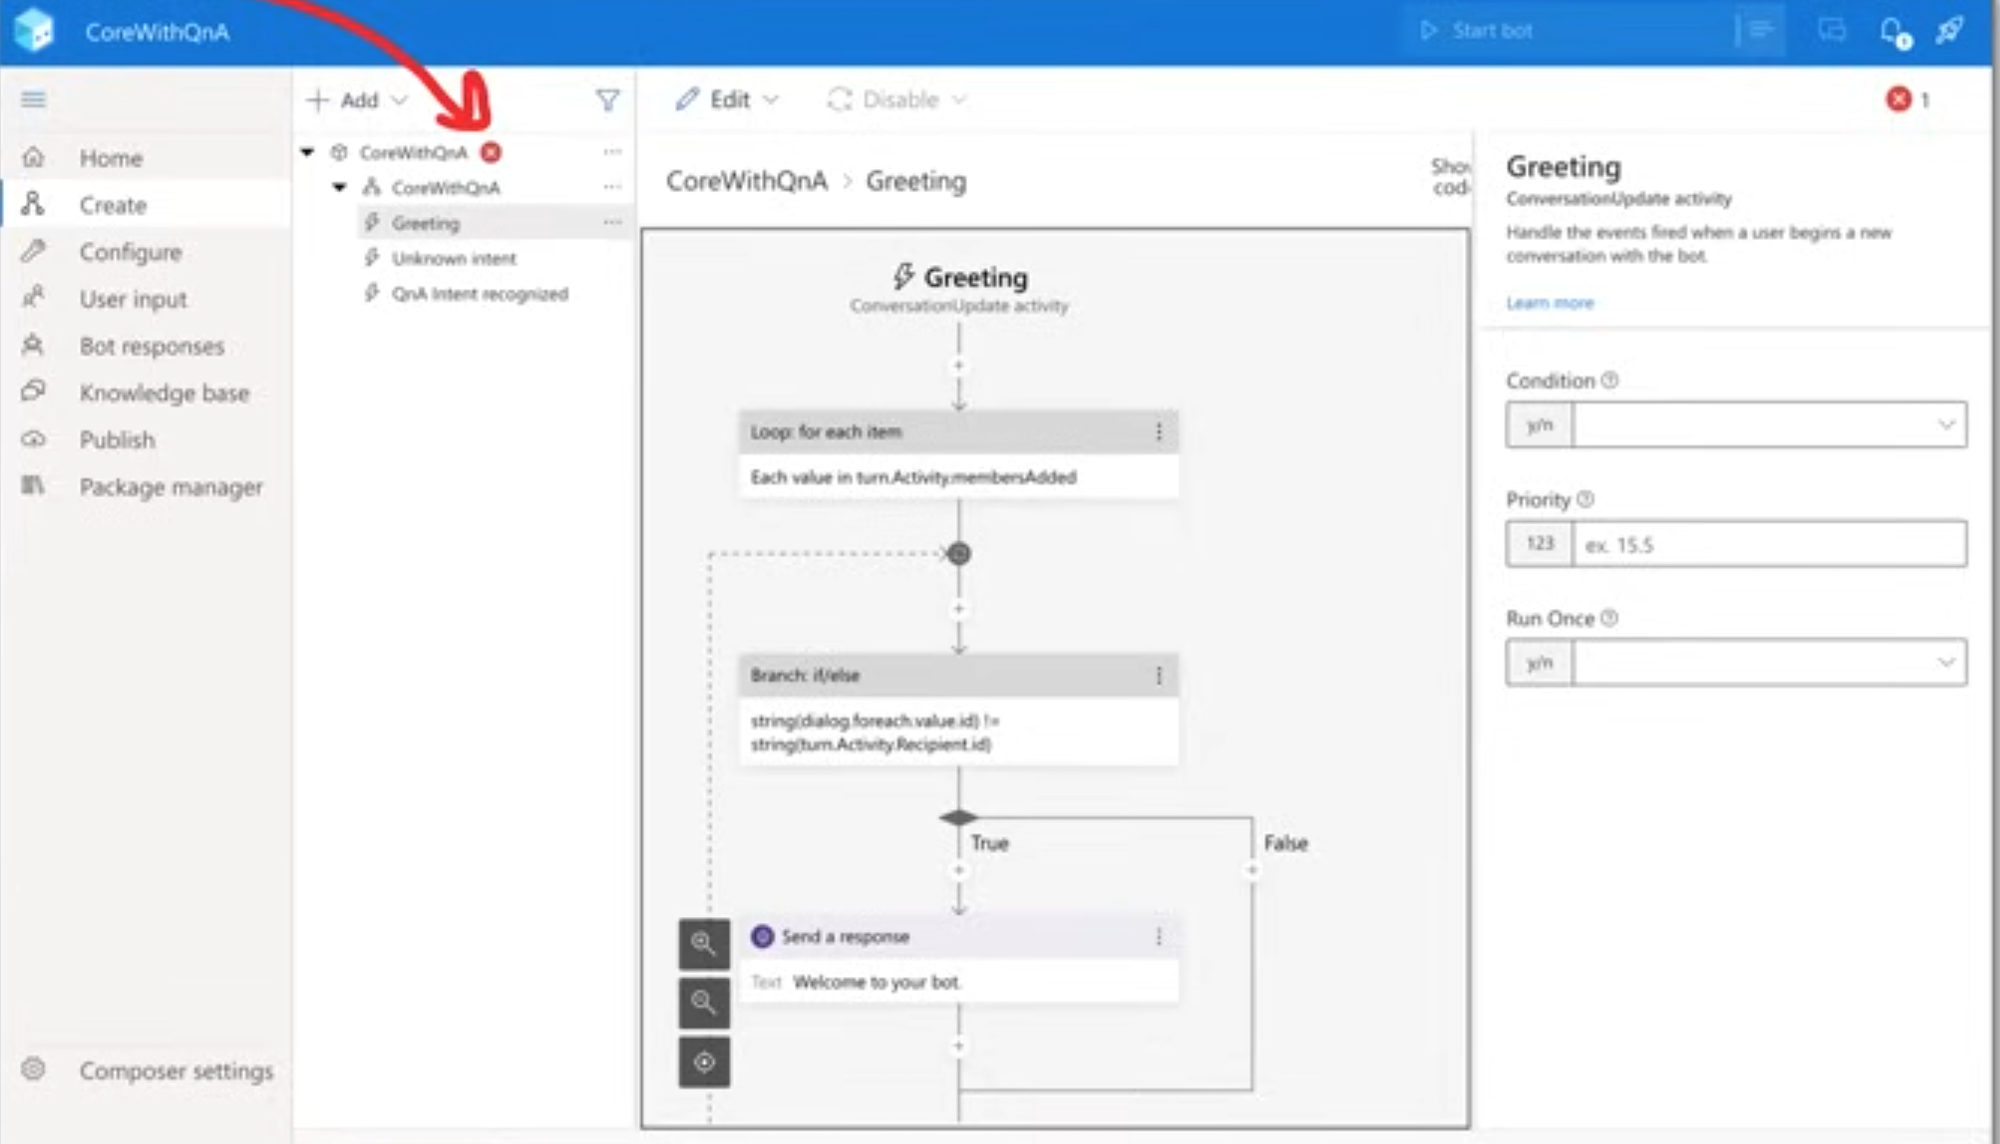 CoreWithQnA
Start bot
Add
Edit
Disable
1
Home
Create
Configure
User input
Bot responses
Knowledge base
Publish
Package manager
Composer settings
CoreWithQnA
CoreWithQnA
Greeting
Unknown intent
QnA Intent recognized
CoreWithQnA > Greeting
Greeting
ConversationUpdate activity
Loop: for each item
Each value in turn.Activity.membersAdded
Branch: if/else
string(dialog.foreach.value.id) !=
string(turn.Activity.Recipient.id)
True
False
Send a response
Text Welcome to your bot.
Greeting
ConversationUpdate activity
Handle the events fired when a user begins a new
conversation with the bot.
Learn more
Condition
y/n
Priority
123 ex. 15.5
Run Once
y/n